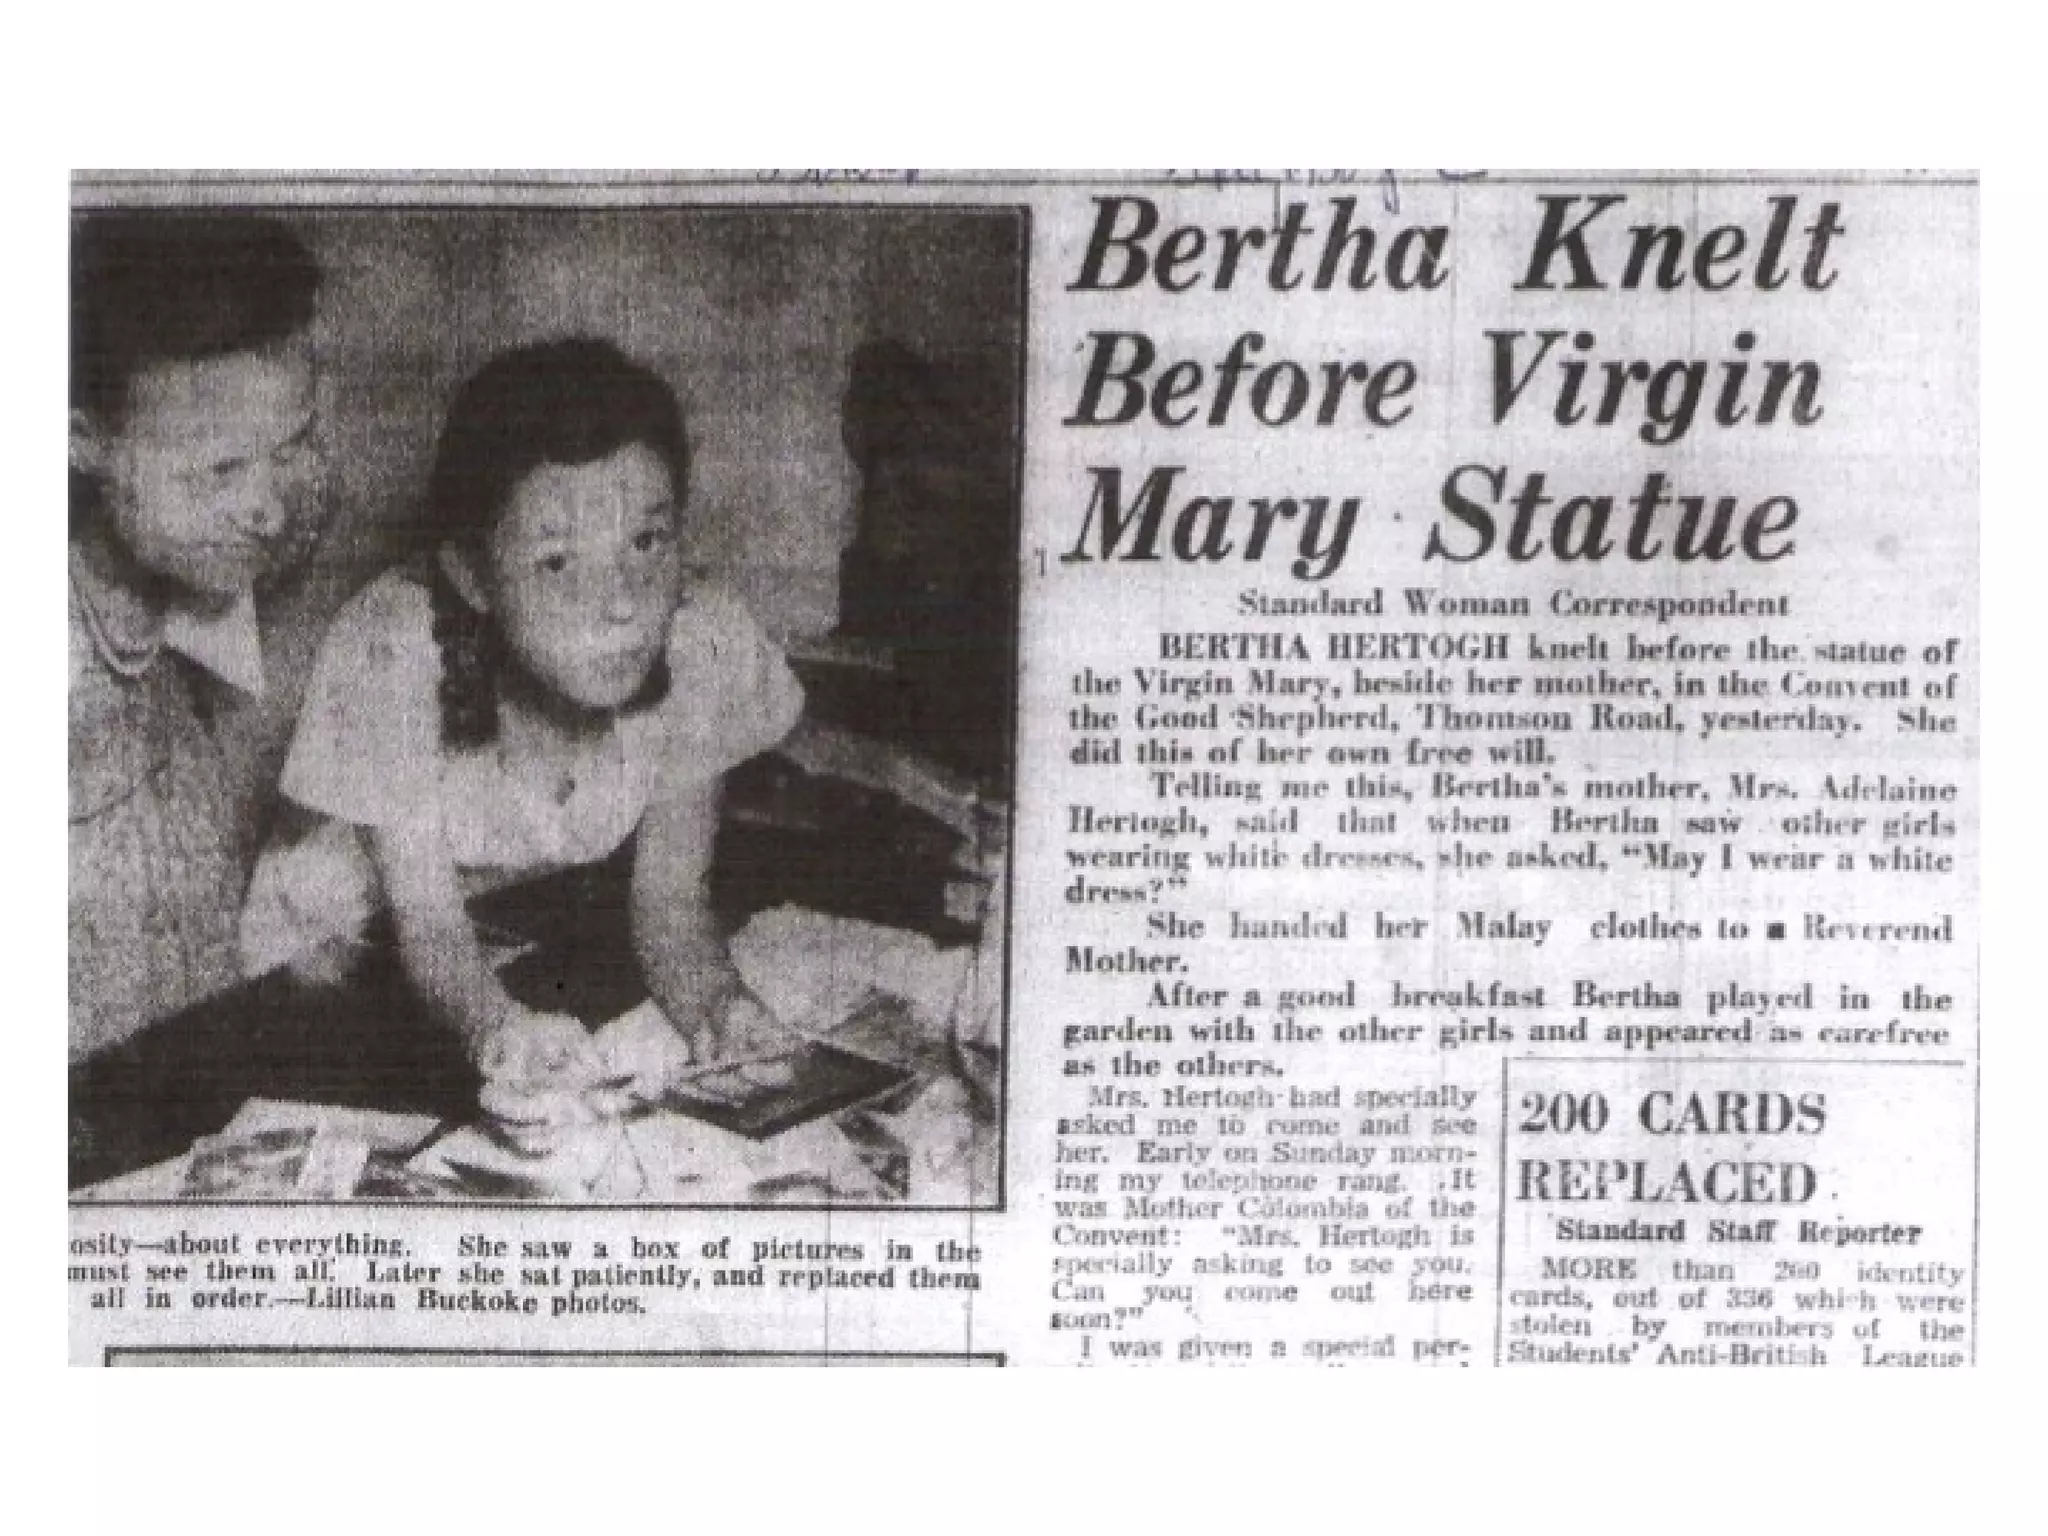 Bertha Knelt
Before Virgin
Mary Statue
Standard Woman Correspondent
BERTHA HERTOGH knelt before the statue of
the Virgin Mary, beside her mother, in the Convent of
the Good Shepherd, Thomson Road, yesterday. She
did this of her own free will.
Telling me this, Bertha's mother, Mrs. Adelaine
Hertogh, said that when Bertha saw other girls
wearing white dresses, she asked, "May I wear a white
dress?"
She handed her Malay clothes to a Reverend
Mother.
After a good breakfast Bertha played in the
garden with the other girls and appeared as carefree
as the others.
Mrs. Hertogh had specially
asked me to come and see
her. Early on Sunday morn-
ing my telephone rang. It
was Mother Colombia of the
Convent: "Mrs. Hertogh is
specially asking to see you.
Can you come out here
soon?"
I was given a special per-
200 CARDS
REPLACED
Standard Staff Reporter
MORE than 260 identity
cards, out of 336 which were
stolen by members of the
Students' Anti-British League
osity—about everything. She saw a box of pictures in the
must see them all. Later she sat patiently, and replaced them
all in order.—Lillian Buckoke photos.